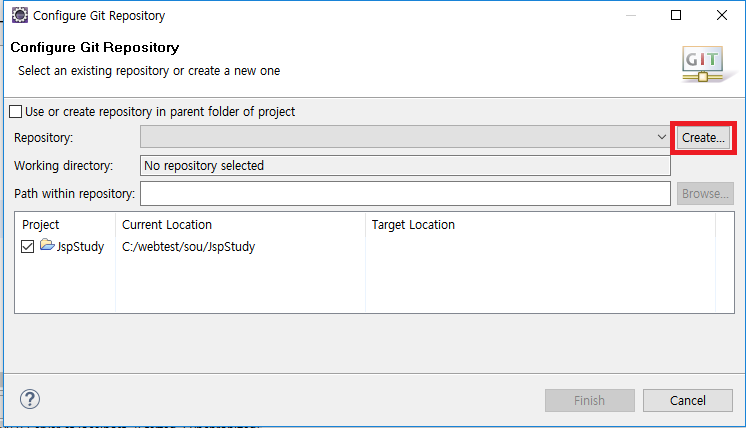 Configure Git Repository
Configure Git Repository
Select an existing repository or create a new one
GIT
Use or create repository in parent folder of project
Repository: Create...
Working directory: No repository selected
Path within repository: Browse...
Project Current Location Target Location
JspStudy C:/webtest/sou/JspStudy
? Finish Cancel